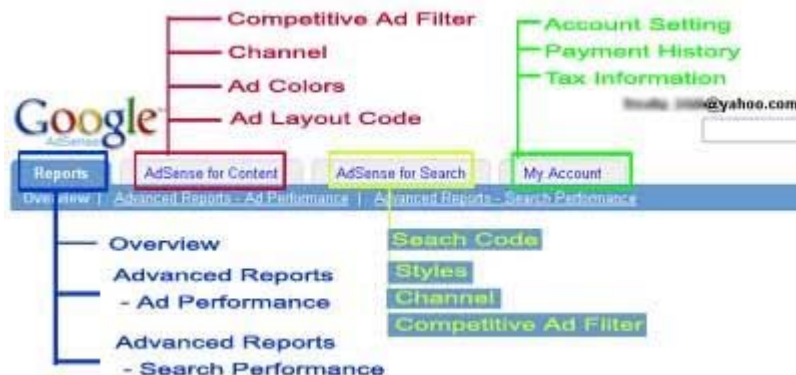 Competitive Ad Filter
Channel
Ad Colors
Ad Layout Code
Account Setting
Payment History
Tax Information
Google
AdSense
@yahoo.com
Reports
AdSense for Content
AdSense for Search
My Account
Overview | Advanced Reports - Ad Performance | Advanced Reports - Search Performance
Overview
Advanced Reports
- Ad Performance
Advanced Reports
- Search Performance
Seach Code
Styles
Channel
Competitive Ad Filter